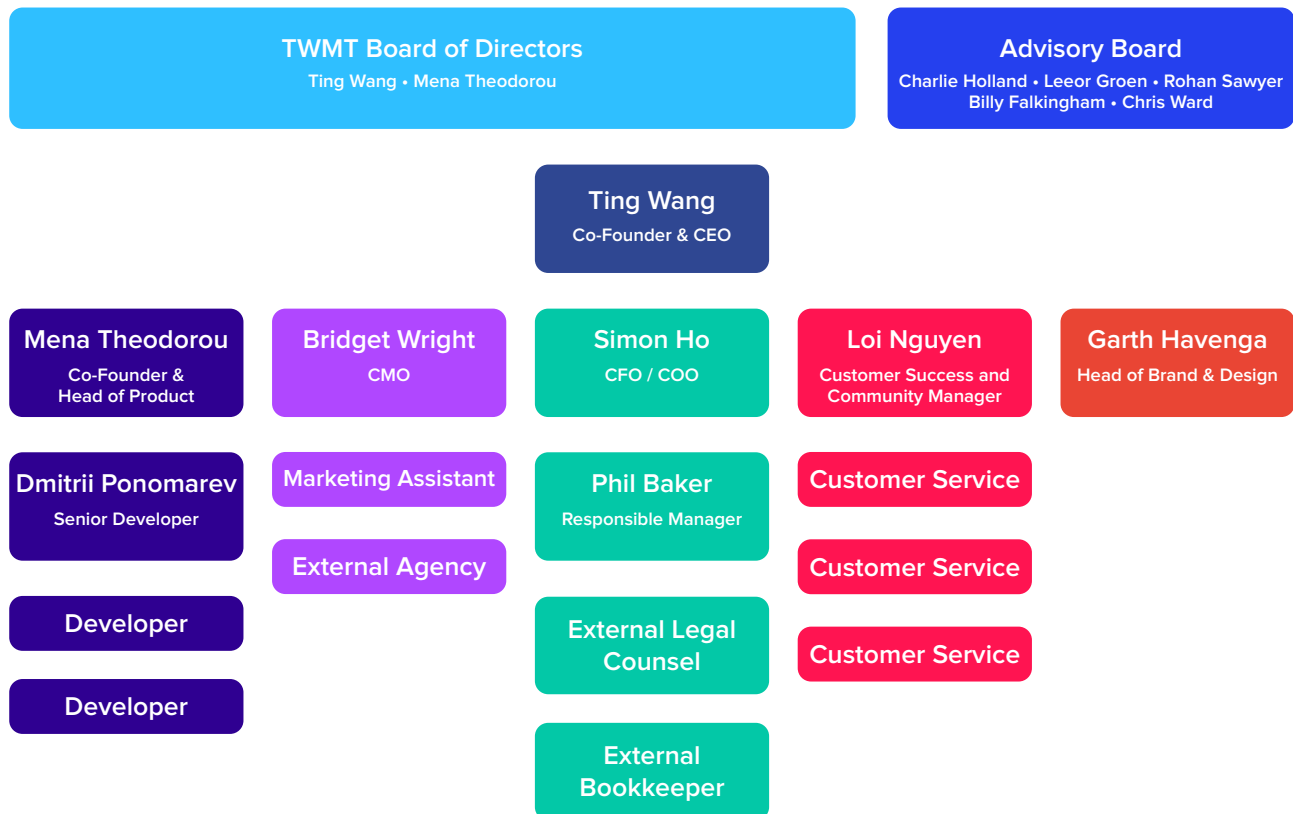 TWMT Board of Directors
Ting Wang • Mena Theodorou
Advisory Board
Charlie Holland • Leeor Groen • Rohan Sawyer
Billy Falkingham • Chris Ward
Ting Wang
Co-Founder & CEO
Mena Theodorou
Co-Founder &
Head of Product
Bridget Wright
CMO
Simon Ho
CFO / COO
Loi Nguyen
Customer Success and
Community Manager
Garth Havenga
Head of Brand & Design
Dmitrii Ponomarev
Senior Developer
Developer
Developer
Marketing Assistant
External Agency
Phil Baker
Responsible Manager
External Legal
Counsel
External
Bookkeeper
Customer Service
Customer Service
Customer Service